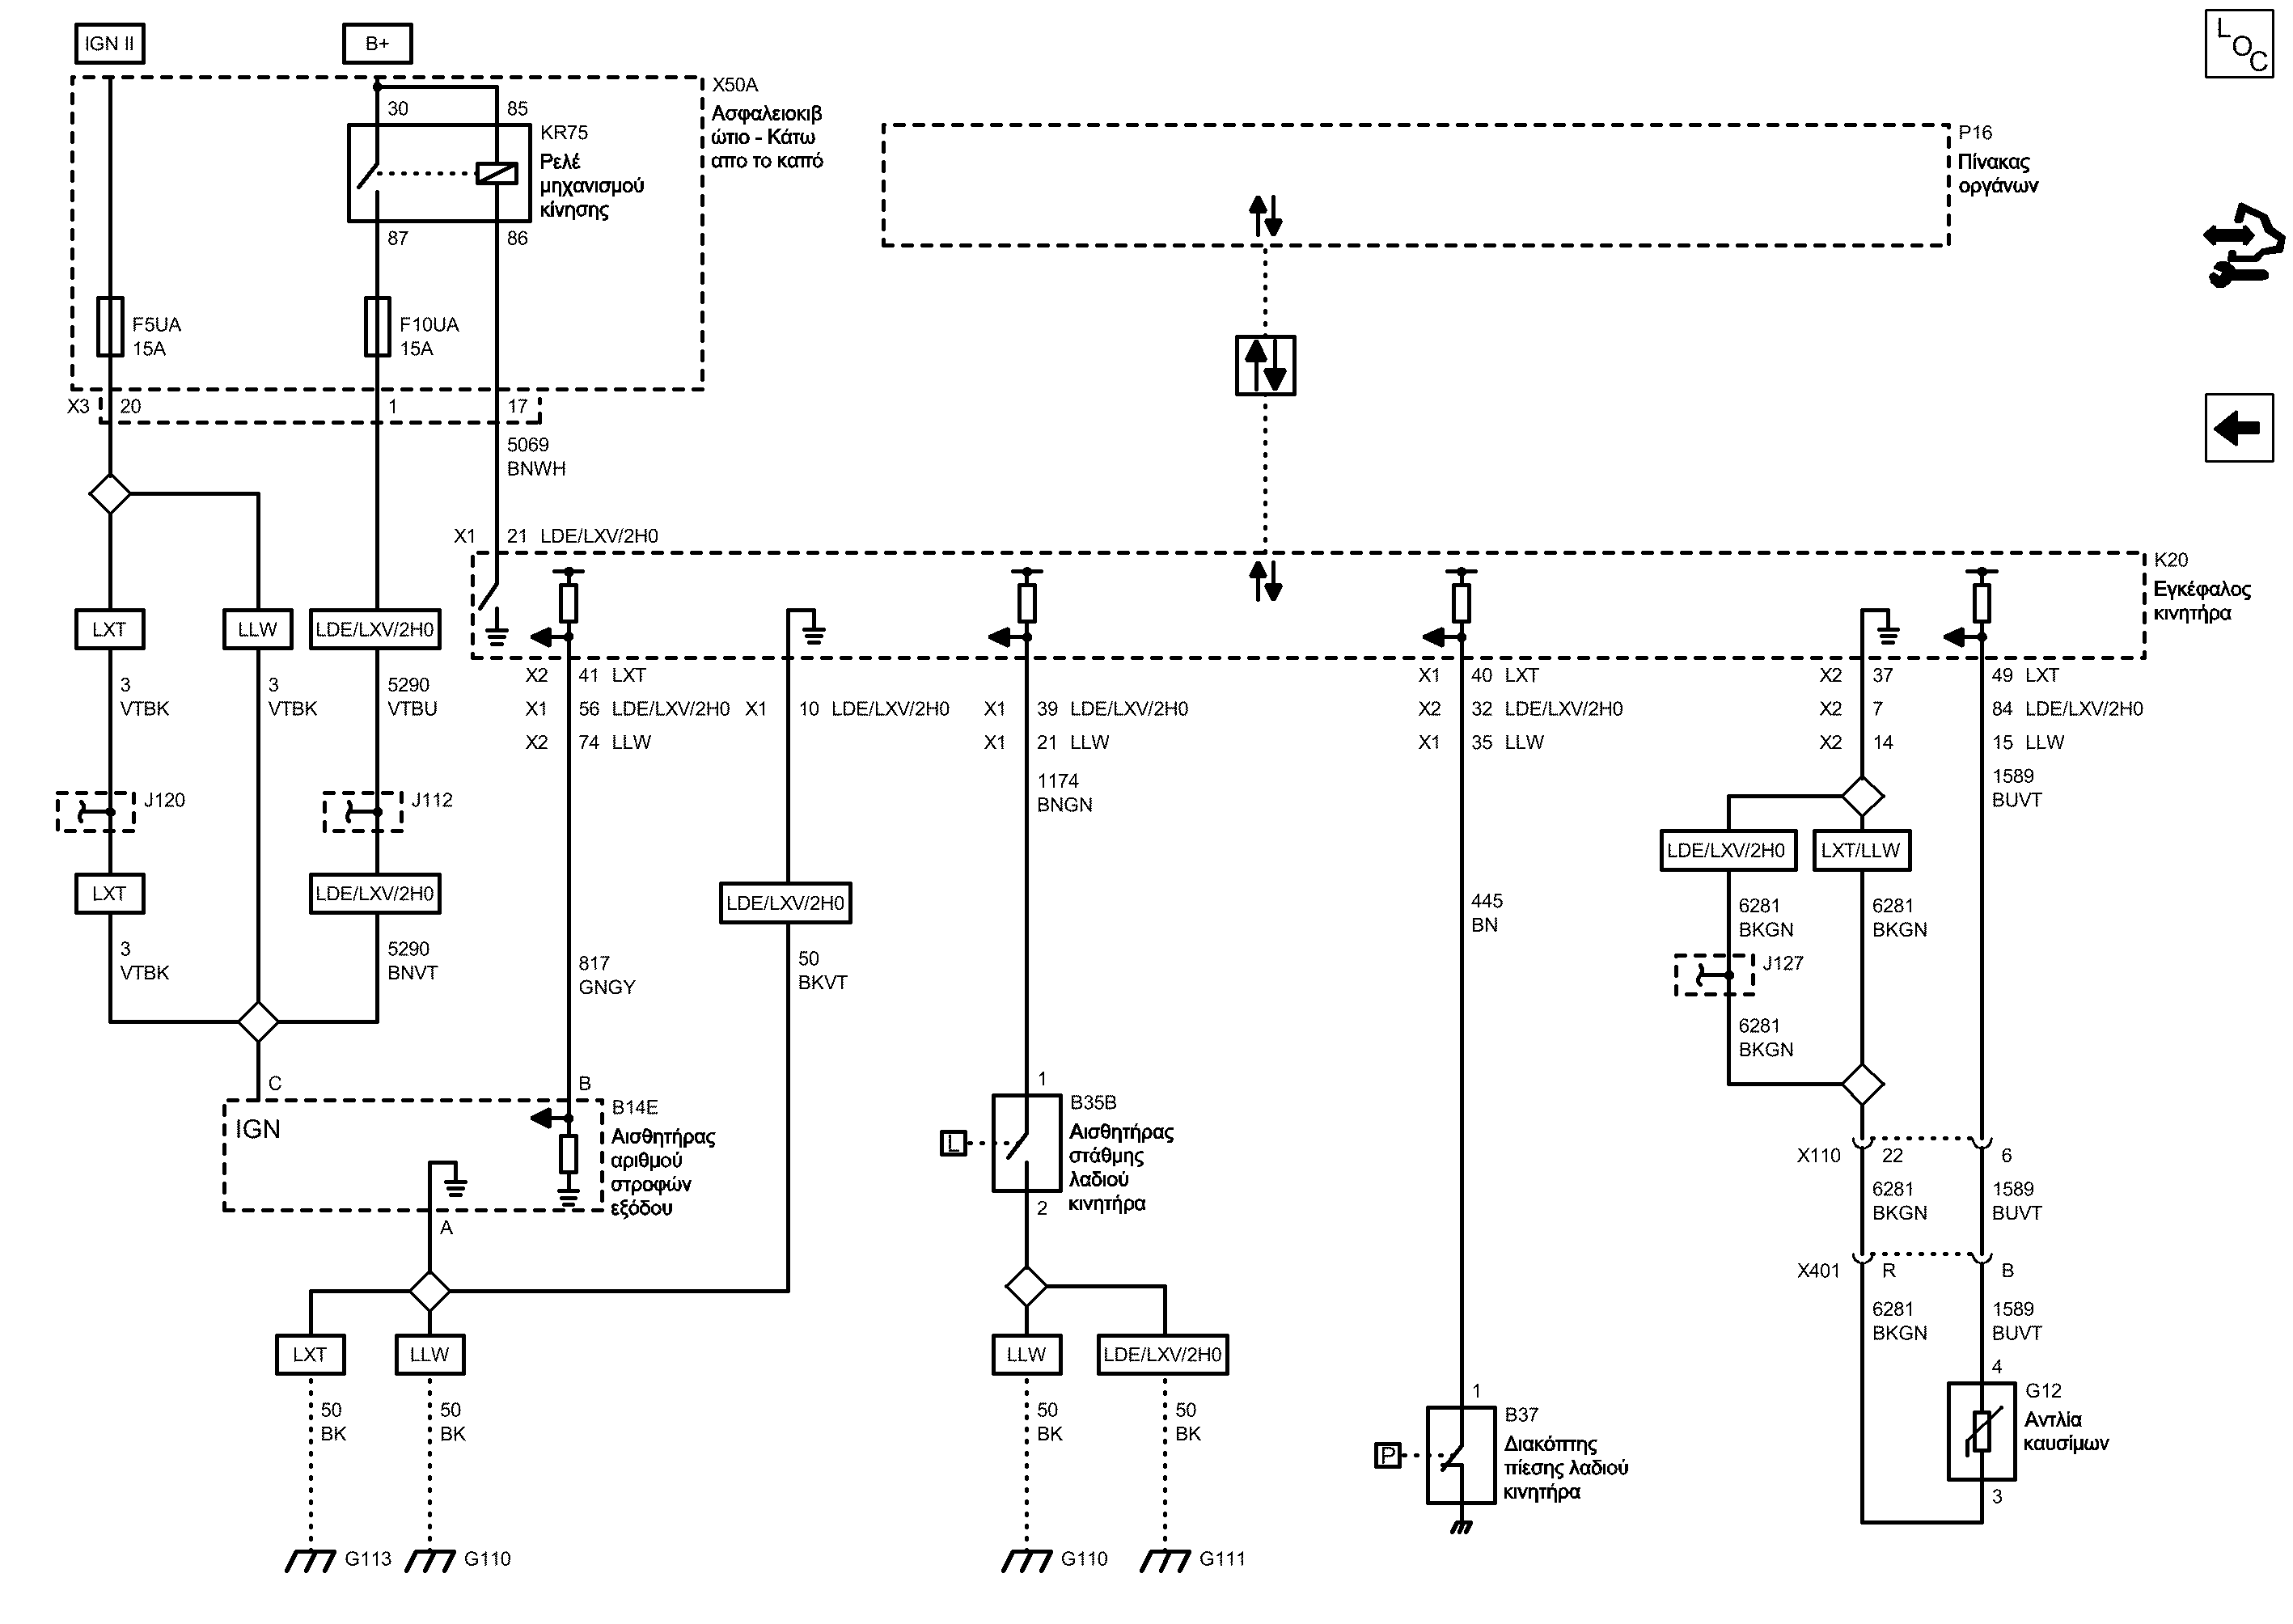 IGN II
B+
L
O
C
X50A
Ασφαλειοκιβ
ώτιο - Κάτω
απο το καπό
30
85
KR75
Ρελέ
μηχανισμού
κίνησης
87
86
P16
Πίνακας
οργάνων
F5UA
15A
F10UA
15A
X3
20
1
17
5069
BNWH
X1
21 LDE/LXV/2H0
K20
Εγκέφαλος
κινητήρα
LXT
LLW
LDE/LXV/2H0
3
VTBK
3
VTBK
5290
VTBU
X2 41 LXT
X1 56 LDE/LXV/2H0
X2 74 LLW
X1 10 LDE/LXV/2H0
X1 39 LDE/LXV/2H0
X1 21 LLW
1174
BNGN
X1 40 LXT
X2 32 LDE/LXV/2H0
X1 35 LLW
X2 37
X2 7
X2 14
49 LXT
84 LDE/LXV/2H0
15 LLW
1589
BUVT
J120
J112
LXT
LDE/LXV/2H0
LDE/LXV/2H0
LDE/LXV/2H0
LXT/LLW
3
VTBK
5290
BNVT
817
GNGY
50
BKVT
445
BN
6281
BKGN
6281
BKGN
J127
6281
BKGN
C
B
IGN
B14E
Αισθητήρας
αριθμού
στροφών
εξόδου
A
1
L
B35B
Αισθητήρας
στάθμης
λαδιού
κινητήρα
2
X110 22
6
6281
BKGN
1589
BUVT
X401 R
B
6281
BKGN
1589
BUVT
LXT
LLW
LLW
LDE/LXV/2H0
50
BK
50
BK
50
BK
50
BK
1
P
B37
Διακόπτης
πίεσης λαδιού
κινητήρα
4
G12
Αντλία
καυσίμων
3
G113
G110
G110
G111